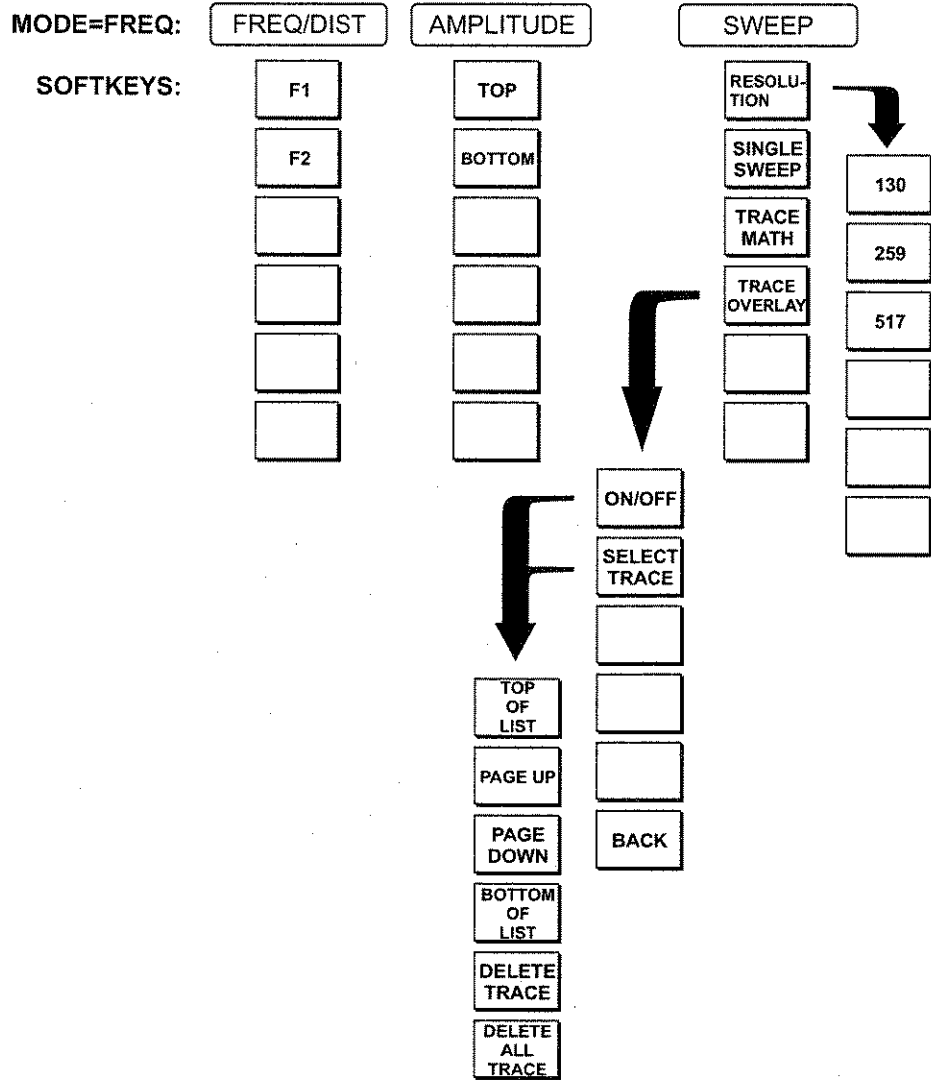 MODE=FREQ: FREQ/DIST AMPLITUDE SWEEP
SOFTKEYS:
F1
F2
TOP
BOTTOM
RESOLU-
TION
SINGLE
SWEEP
TRACE
MATH
TRACE
OVERLAY
130
259
517
ON/OFF
SELECT
TRACE
BACK
TOP
OF
LIST
PAGE UP
PAGE
DOWN
BOTTOM
OF
LIST
DELETE
TRACE
DELETE
ALL
TRACE